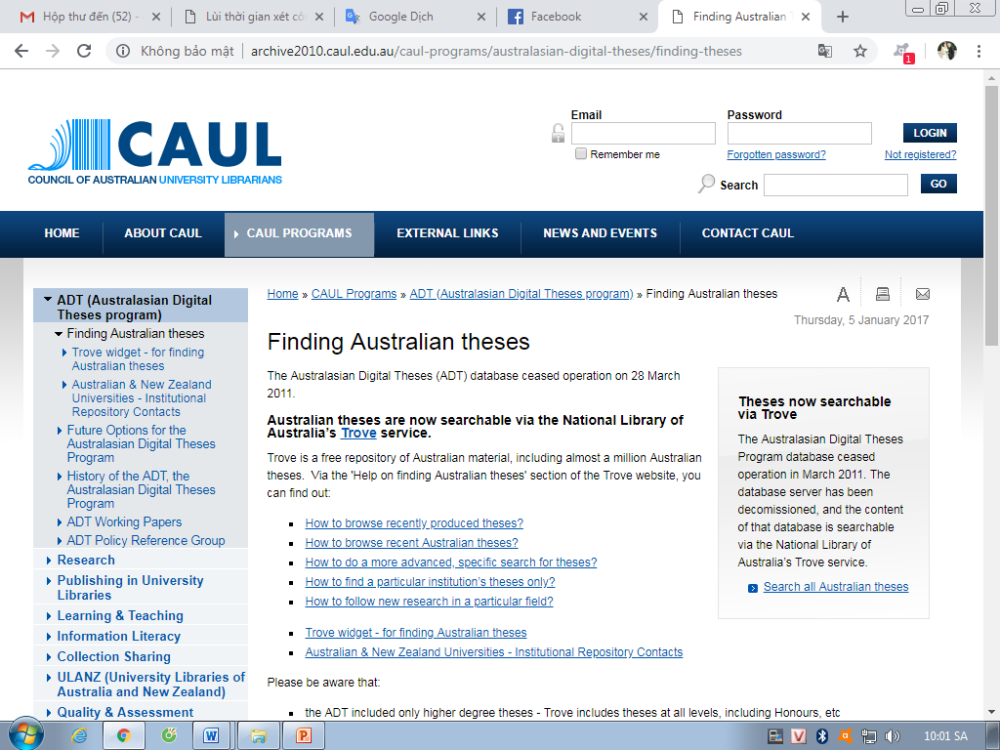 Hộp thư đến (52) -
Lùi thời gian xét cô
Google Dịch
Facebook
Finding Australian T
Không bảo mật | archive2010.caul.edu.au/caul-programs/australasian-digital-theses/finding-theses
1
CAUL
COUNCIL OF AUSTRALIAN UNIVERSITY LIBRARIANS
Email
Password
LOGIN
Remember me
Forgotten password?
Not registered?
Search
GO
HOME
ABOUT CAUL
CAUL PROGRAMS
EXTERNAL LINKS
NEWS AND EVENTS
CONTACT CAUL
ADT (Australasian Digital
Theses program)
Finding Australian theses
Trove widget - for finding
Australian theses
Australian & New Zealand
Universities - Institutional
Repository Contacts
Future Options for the
Australasian Digital Theses
Program
History of the ADT, the
Australasian Digital Theses
Program
ADT Working Papers
ADT Policy Reference Group
Research
Publishing in University
Libraries
Learning & Teaching
Information Literacy
Collection Sharing
ULANZ (University Libraries of
Australia and New Zealand)
Quality & Assessment
Home » CAUL Programs » ADT (Australasian Digital Theses program) » Finding Australian theses
A
Thursday, 5 January 2017
Finding Australian theses
The Australasian Digital Theses (ADT) database ceased operation on 28 March
2011.
Australian theses are now searchable via the National Library of
Australia's Trove service.
Trove is a free repository of Australian material, including almost a million Australian
theses. Via the 'Help on finding Australian theses' section of the Trove website, you
can find out:
How to browse recently produced theses?
How to browse recent Australian theses?
How to do a more advanced, specific search for theses?
How to find a particular institution's theses only?
How to follow new research in a particular field?
Trove widget - for finding Australian theses
Australian & New Zealand Universities - Institutional Repository Contacts
Please be aware that:
the ADT included only higher degree theses - Trove includes theses at all levels, including Honours, etc
Theses now searchable
via Trove
The Australasian Digital Theses
Program database ceased
operation in March 2011. The
database server has been
decomissioned, and the content
of that database is searchable
via the National Library of
Australia's Trove service.
Search all Australian theses
10:01 SA